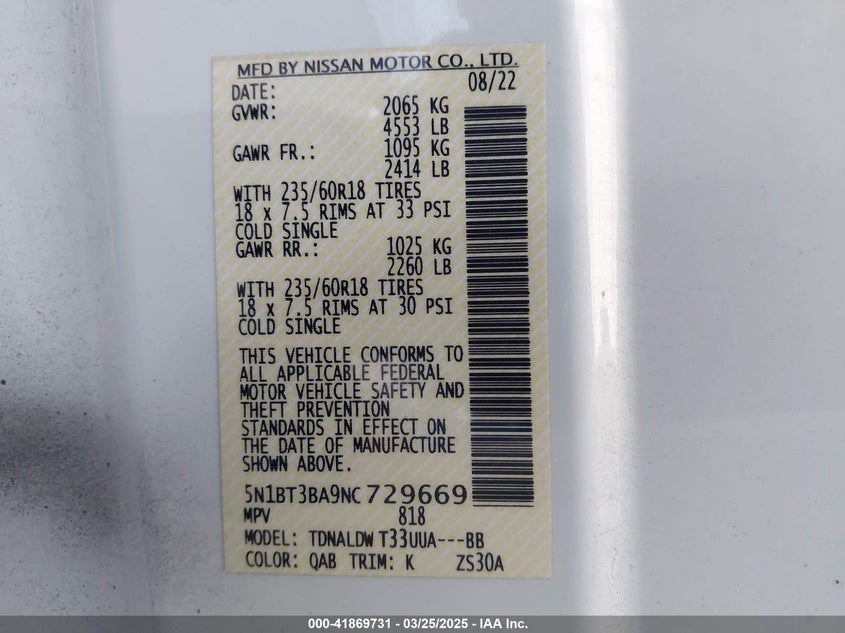 MFD BY NISSAN MOTOR CO., LTD.
DATE: 08/22
GVWR: 2065 KG
4553 LB
GAWR FR.: 1095 KG
2414 LB
WITH 235/60R18 TIRES
18 x 7.5 RIMS AT 33 PSI
COLD SINGLE
GAWR RR.: 1025 KG
2260 LB
WITH 235/60R18 TIRES
18 x 7.5 RIMS AT 30 PSI
COLD SINGLE
THIS VEHICLE CONFORMS TO
ALL APPLICABLE FEDERAL
MOTOR VEHICLE SAFETY AND
THEFT PREVENTION
STANDARDS IN EFFECT ON
THE DATE OF MANUFACTURE
SHOWN ABOVE.
5N1BT3BA9NC729669
MPV 818
MODEL: TDNALDW T33UUA---BB
COLOR: QAB TRIM: K ZS30A
000-41869731 - 03/25/2025 - IAA Inc.